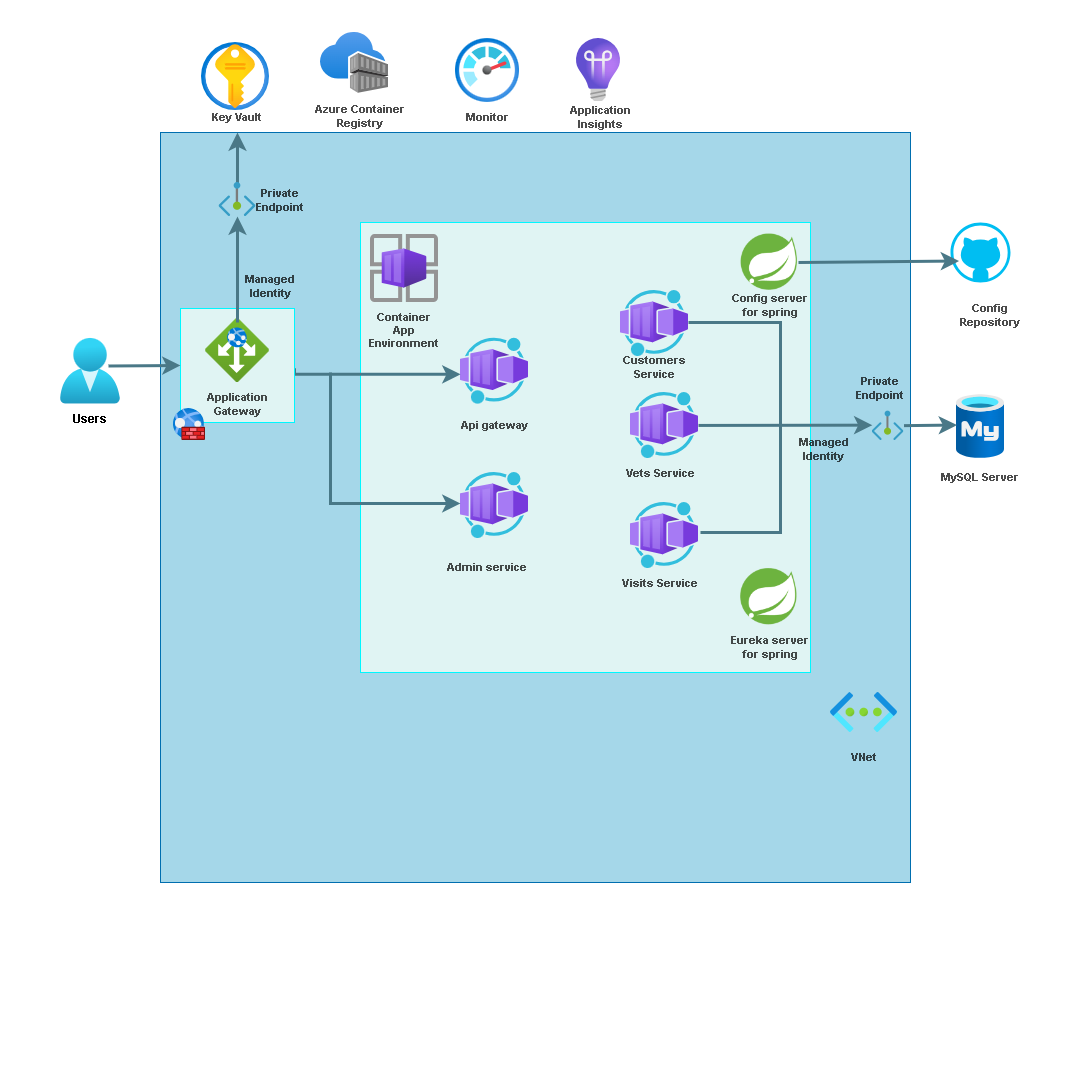 Key Vault
Azure Container
Registry
Monitor
Application
Insights
Private
Endpoint
Managed
Identity
Users
Application
Gateway
Container
App
Environment
Api gateway
Admin service
Customers
Service
Vets Service
Visits Service
Config server
for spring
Eureka server
for spring
Config
Repository
Private
Endpoint
Managed
Identity
My
MySQL Server
VNet